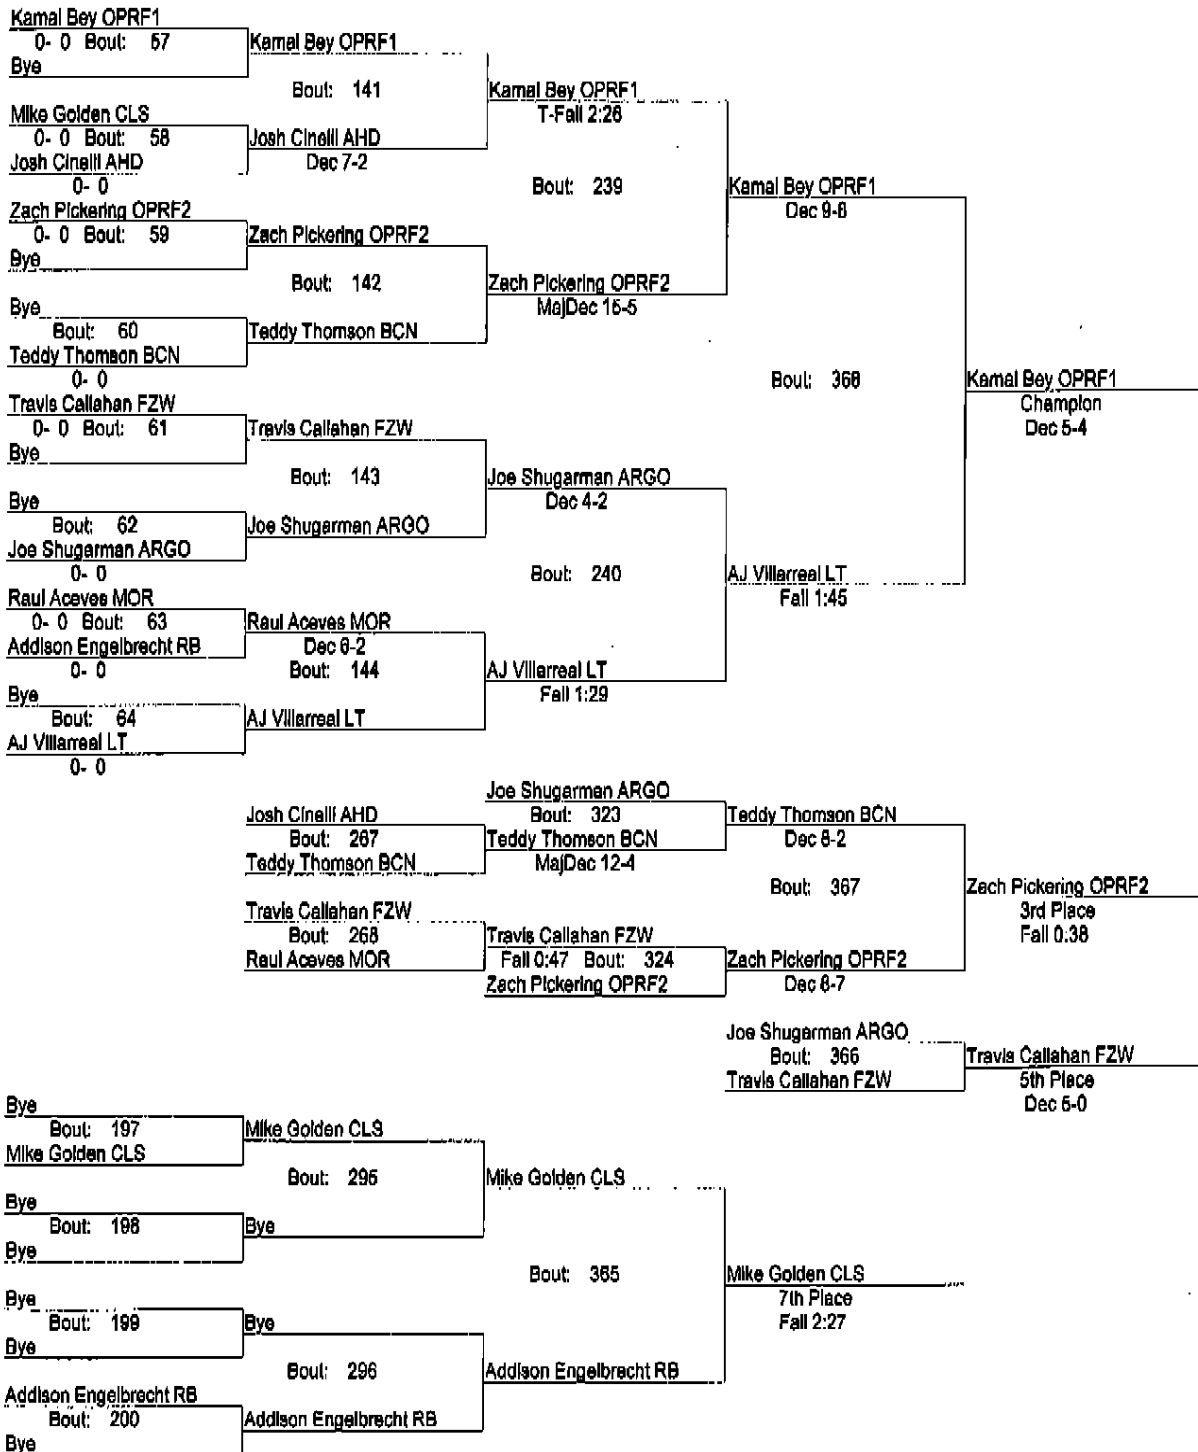 Kamal Bey OPRF1
0- 0 Bout: 57
Bye
Kamal Bey OPRF1
Bout: 141
Mike Golden CLS
0- 0 Bout: 58
Josh Cinelli AHD
0- 0
Josh Cinelli AHD
Dec 7-2
Kamal Bey OPRF1
T-Fall 2:26
Bout: 239
Zach Pickering OPRF2
0- 0 Bout: 59
Bye
Zach Pickering OPRF2
Bout: 142
Bye
Bout: 60
Teddy Thomson BCN
0- 0
Teddy Thomson BCN
Zach Pickering OPRF2
MajDec 15-5
Kamal Bey OPRF1
Dec 9-6
Bout: 368
Travis Callahan FZW
0- 0 Bout: 61
Bye
Travis Callahan FZW
Bout: 143
Bye
Bout: 62
Joe Shugarman ARGO
0- 0
Joe Shugarman ARGO
Joe Shugarman ARGO
Dec 4-2
Bout: 240
Raul Aceves MOR
0- 0 Bout: 63
Addison Engelbrecht RB
0- 0
Raul Aceves MOR
Dec 6-2
Bout: 144
Bye
Bout: 64
AJ Villarreal LT
0- 0
AJ Villarreal LT
AJ Villarreal LT
Fall 1:29
AJ Villarreal LT
Fall 1:45
Kamal Bey OPRF1
Champion
Dec 5-4
Josh Cinelli AHD
Bout: 267
Teddy Thomson BCN
Joe Shugarman ARGO
Bout: 323
Teddy Thomson BCN
MajDec 12-4
Teddy Thomson BCN
Dec 8-2
Bout: 367
Travis Callahan FZW
Bout: 268
Raul Aceves MOR
Travis Callahan FZW
Fall 0:47 Bout: 324
Zach Pickering OPRF2
Zach Pickering OPRF2
Dec 8-7
Zach Pickering OPRF2
3rd Place
Fall 0:38
Joe Shugarman ARGO
Bout: 366
Travis Callahan FZW
Travis Callahan FZW
5th Place
Dec 5-0
Bye
Bout: 197
Mike Golden CLS
Mike Golden CLS
Bout: 295
Bye
Bout: 198
Bye
Bye
Mike Golden CLS
Bout: 365
Bye
Bout: 199
Bye
Bye
Bout: 296
Addison Engelbrecht RB
Bout: 200
Bye
Addison Engelbrecht RB
Addison Engelbrecht RB
Mike Golden CLS
7th Place
Fall 2:27